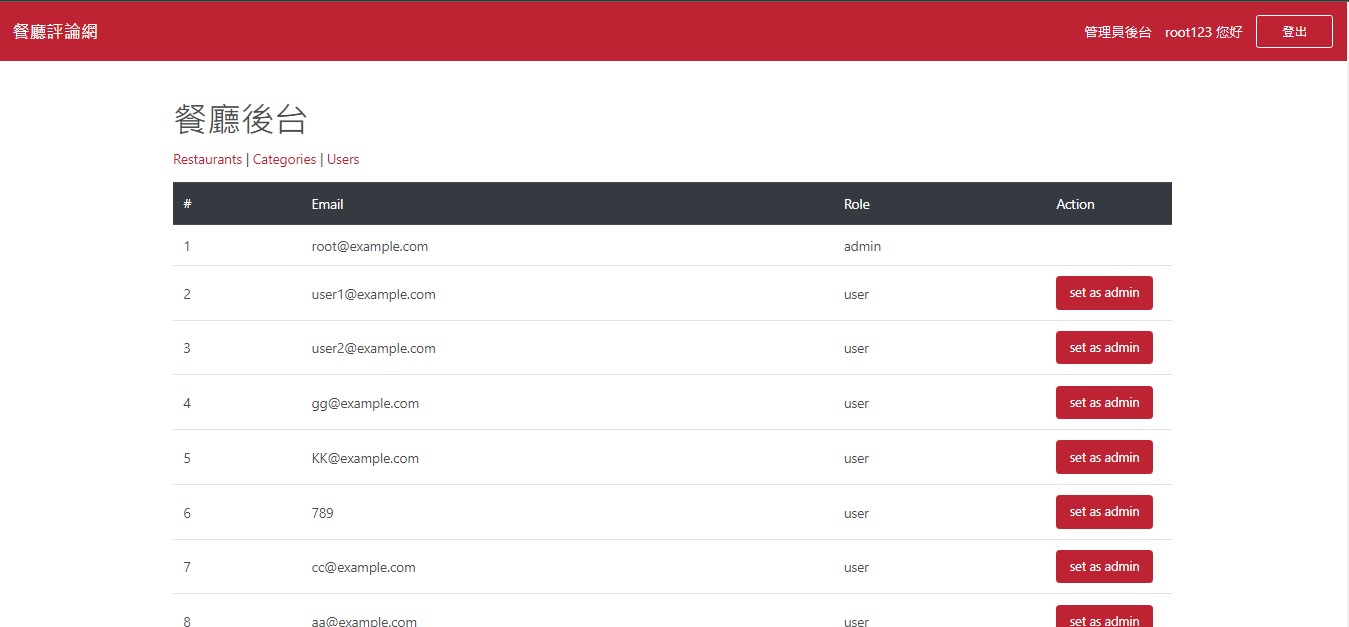 餐廳評論網 管理員後台 root123 您好 登出
餐廳後台
Restaurants | Categories | Users
# Email Role Action
1 root@example.com admin
2 user1@example.com user set as admin
3 user2@example.com user set as admin
4 gg@example.com user set as admin
5 KK@example.com user set as admin
6 789 user set as admin
7 cc@example.com user set as admin
8 aa@example.com user set as admin